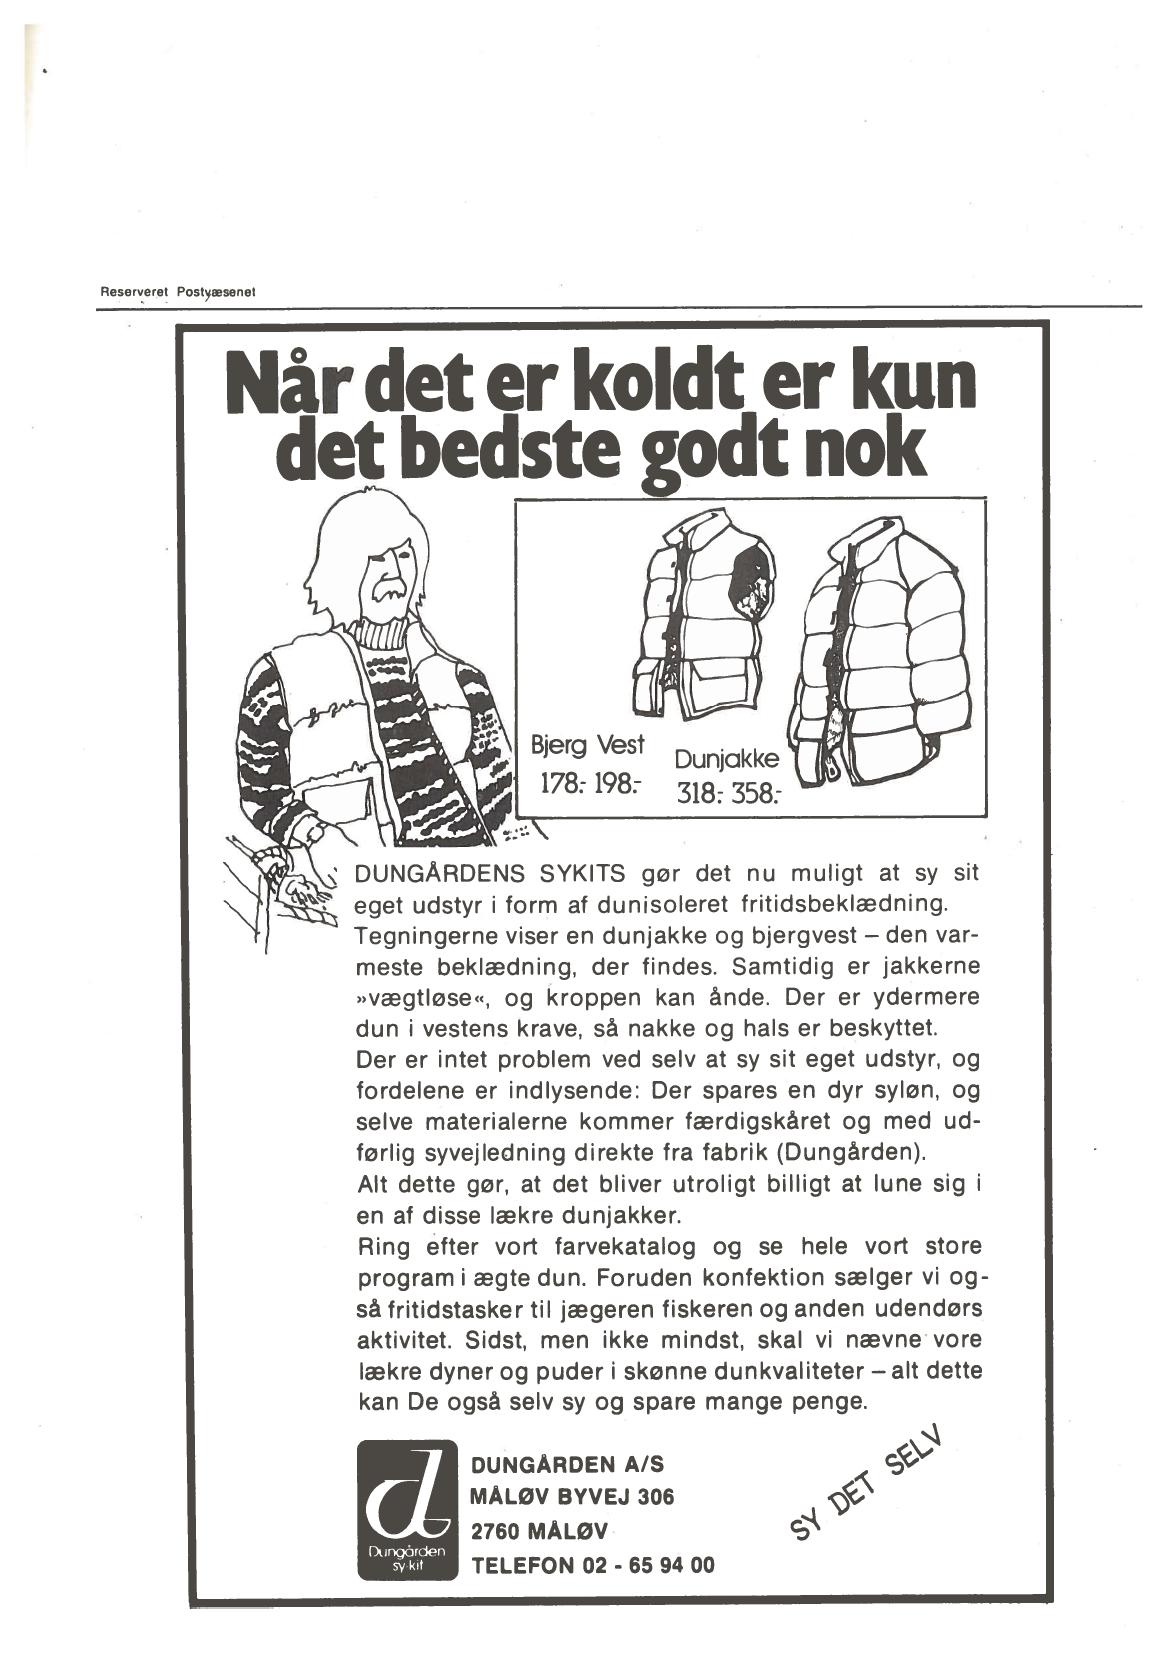 Reserveret Postvæsenet
Når det er koldt er kun
det bedste godt nok
Bjerg Vest
178.- 198.-
Dunjakke
318.- 358.-
DUNGÅRDENS SYKITS gør det nu muligt at sy sit
eget udstyr i form af dunisoleret fritidsbeklædning.
Tegningerne viser en dunjakke og bjergvest – den var-
meste beklædning, der findes. Samtidig er jakkerne
»vægtløse«, og kroppen kan ånde. Der er ydermere
dun i vestens krave, så nakke og hals er beskyttet.
Der er intet problem ved selv at sy sit eget udstyr, og
fordelene er indlysende: Der spares en dyr syløn, og
selve materialerne kommer færdigskåret og med ud-
førlig syvejledning direkte fra fabrik (Dungården).
Alt dette gør, at det bliver utroligt billigt at lune sig i
en af disse lækre dunjakker.
Ring efter vort farvekatalog og se hele vort store
program i ægte dun. Foruden konfektion sælger vi og-
så fritidstasker til jægeren fiskeren og anden udendørs
aktivitet. Sidst, men ikke mindst, skal vi nævne vore
lækre dyner og puder i skønne dunkvaliteter – alt dette
kan De også selv sy og spare mange penge.
d
Dungården
sy-kit
DUNGÅRDEN A/S
MÅLØV BYVEJ 306
2760 MÅLØV
TELEFON 02 - 65 94 00
SY DET SELV